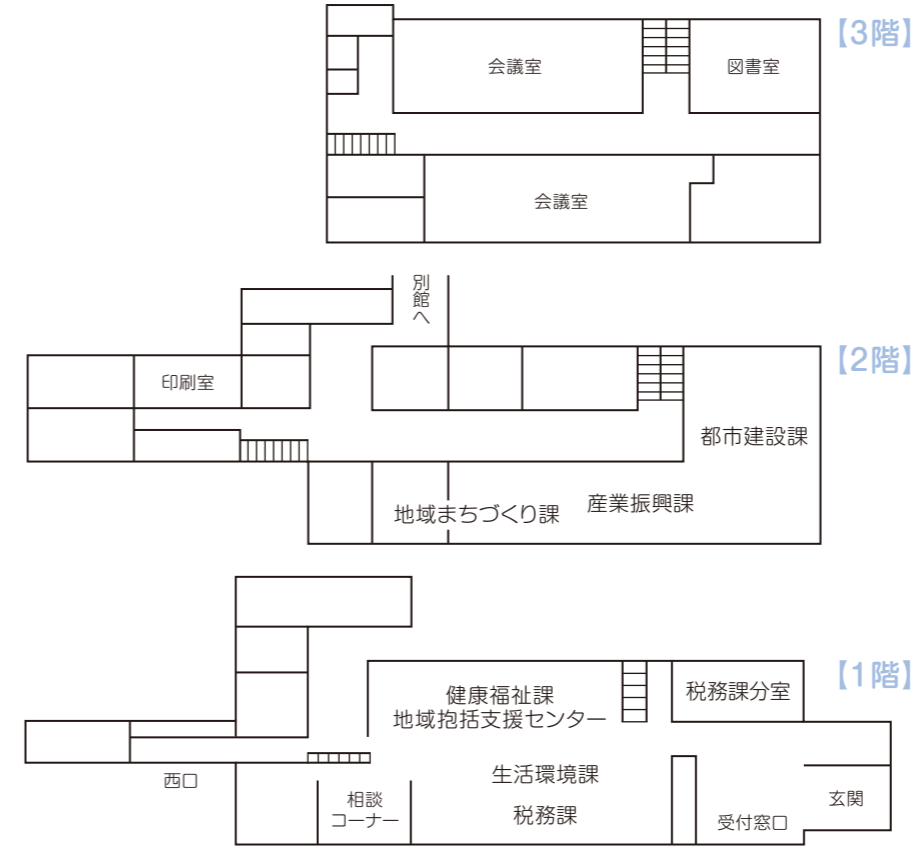 【3階】
会議室
図書室
会議室
【2階】
別館へ
印刷室
都市建設課
産業振興課
地域まちづくり課
【1階】
税務課分室
健康福祉課
地域抱括支援センター
生活環境課
税務課
西口
相談
コーナー
受付窓口
玄関